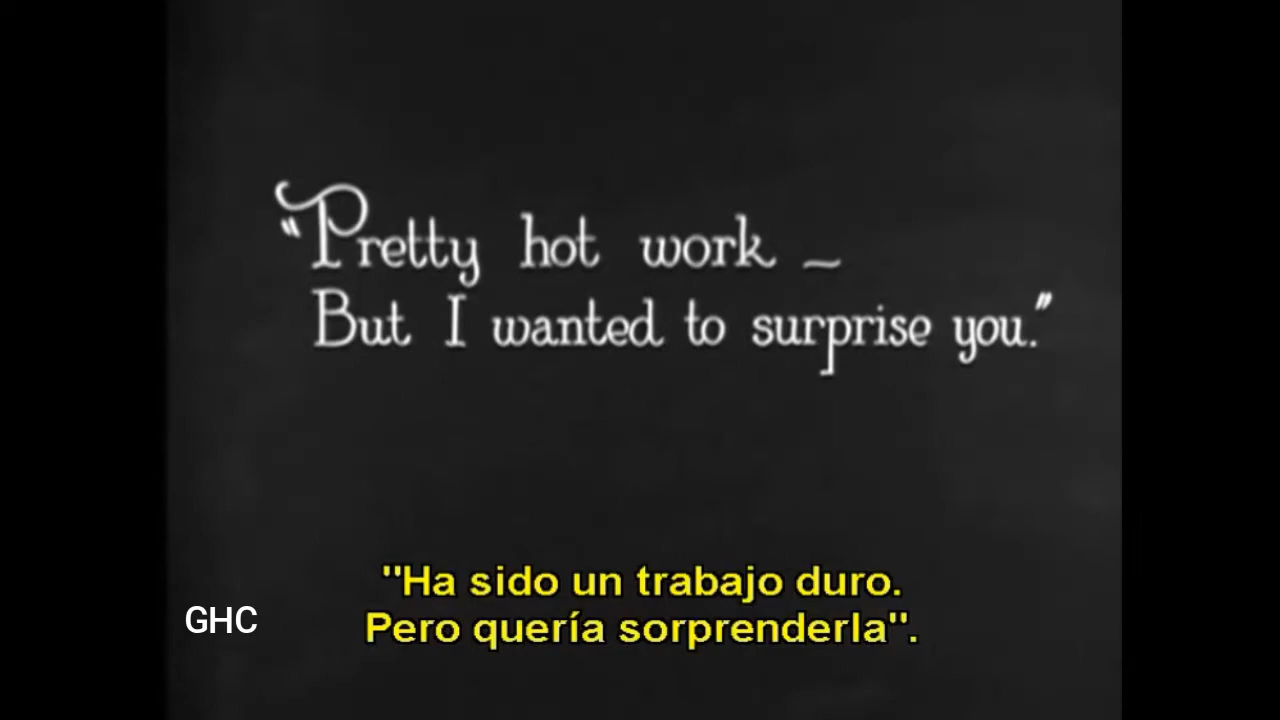 "Pretty hot work —
But I wanted to surprise you."
"Ha sido un trabajo duro.
GHC
Pero quería sorprenderla".